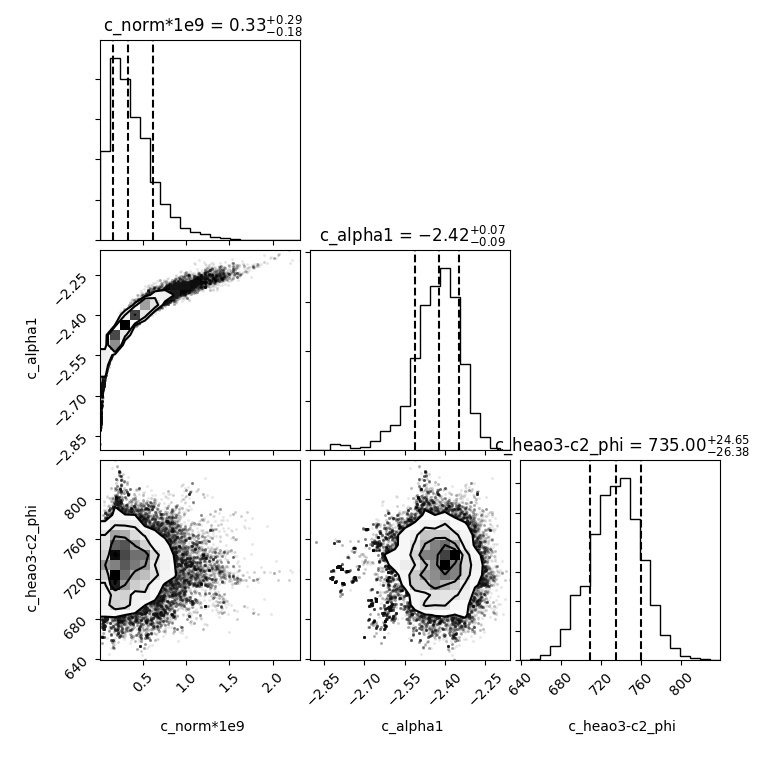 c_norm*1e9 = 0.33+0.29−0.18
c_alpha1 = −2.42+0.07−0.09
c_alpha1
−2.25
−2.40
−2.55
−2.70
−2.85
c_heao3-c2_phi = 735.00+24.65−26.38
c_heao3-c2_phi
800
760
720
680
640
0.5 1.0 1.5 2.0
−2.85 −2.70 −2.55 −2.40 −2.25
640 680 720 760 800
c_norm*1e9 c_alpha1 c_heao3-c2_phi